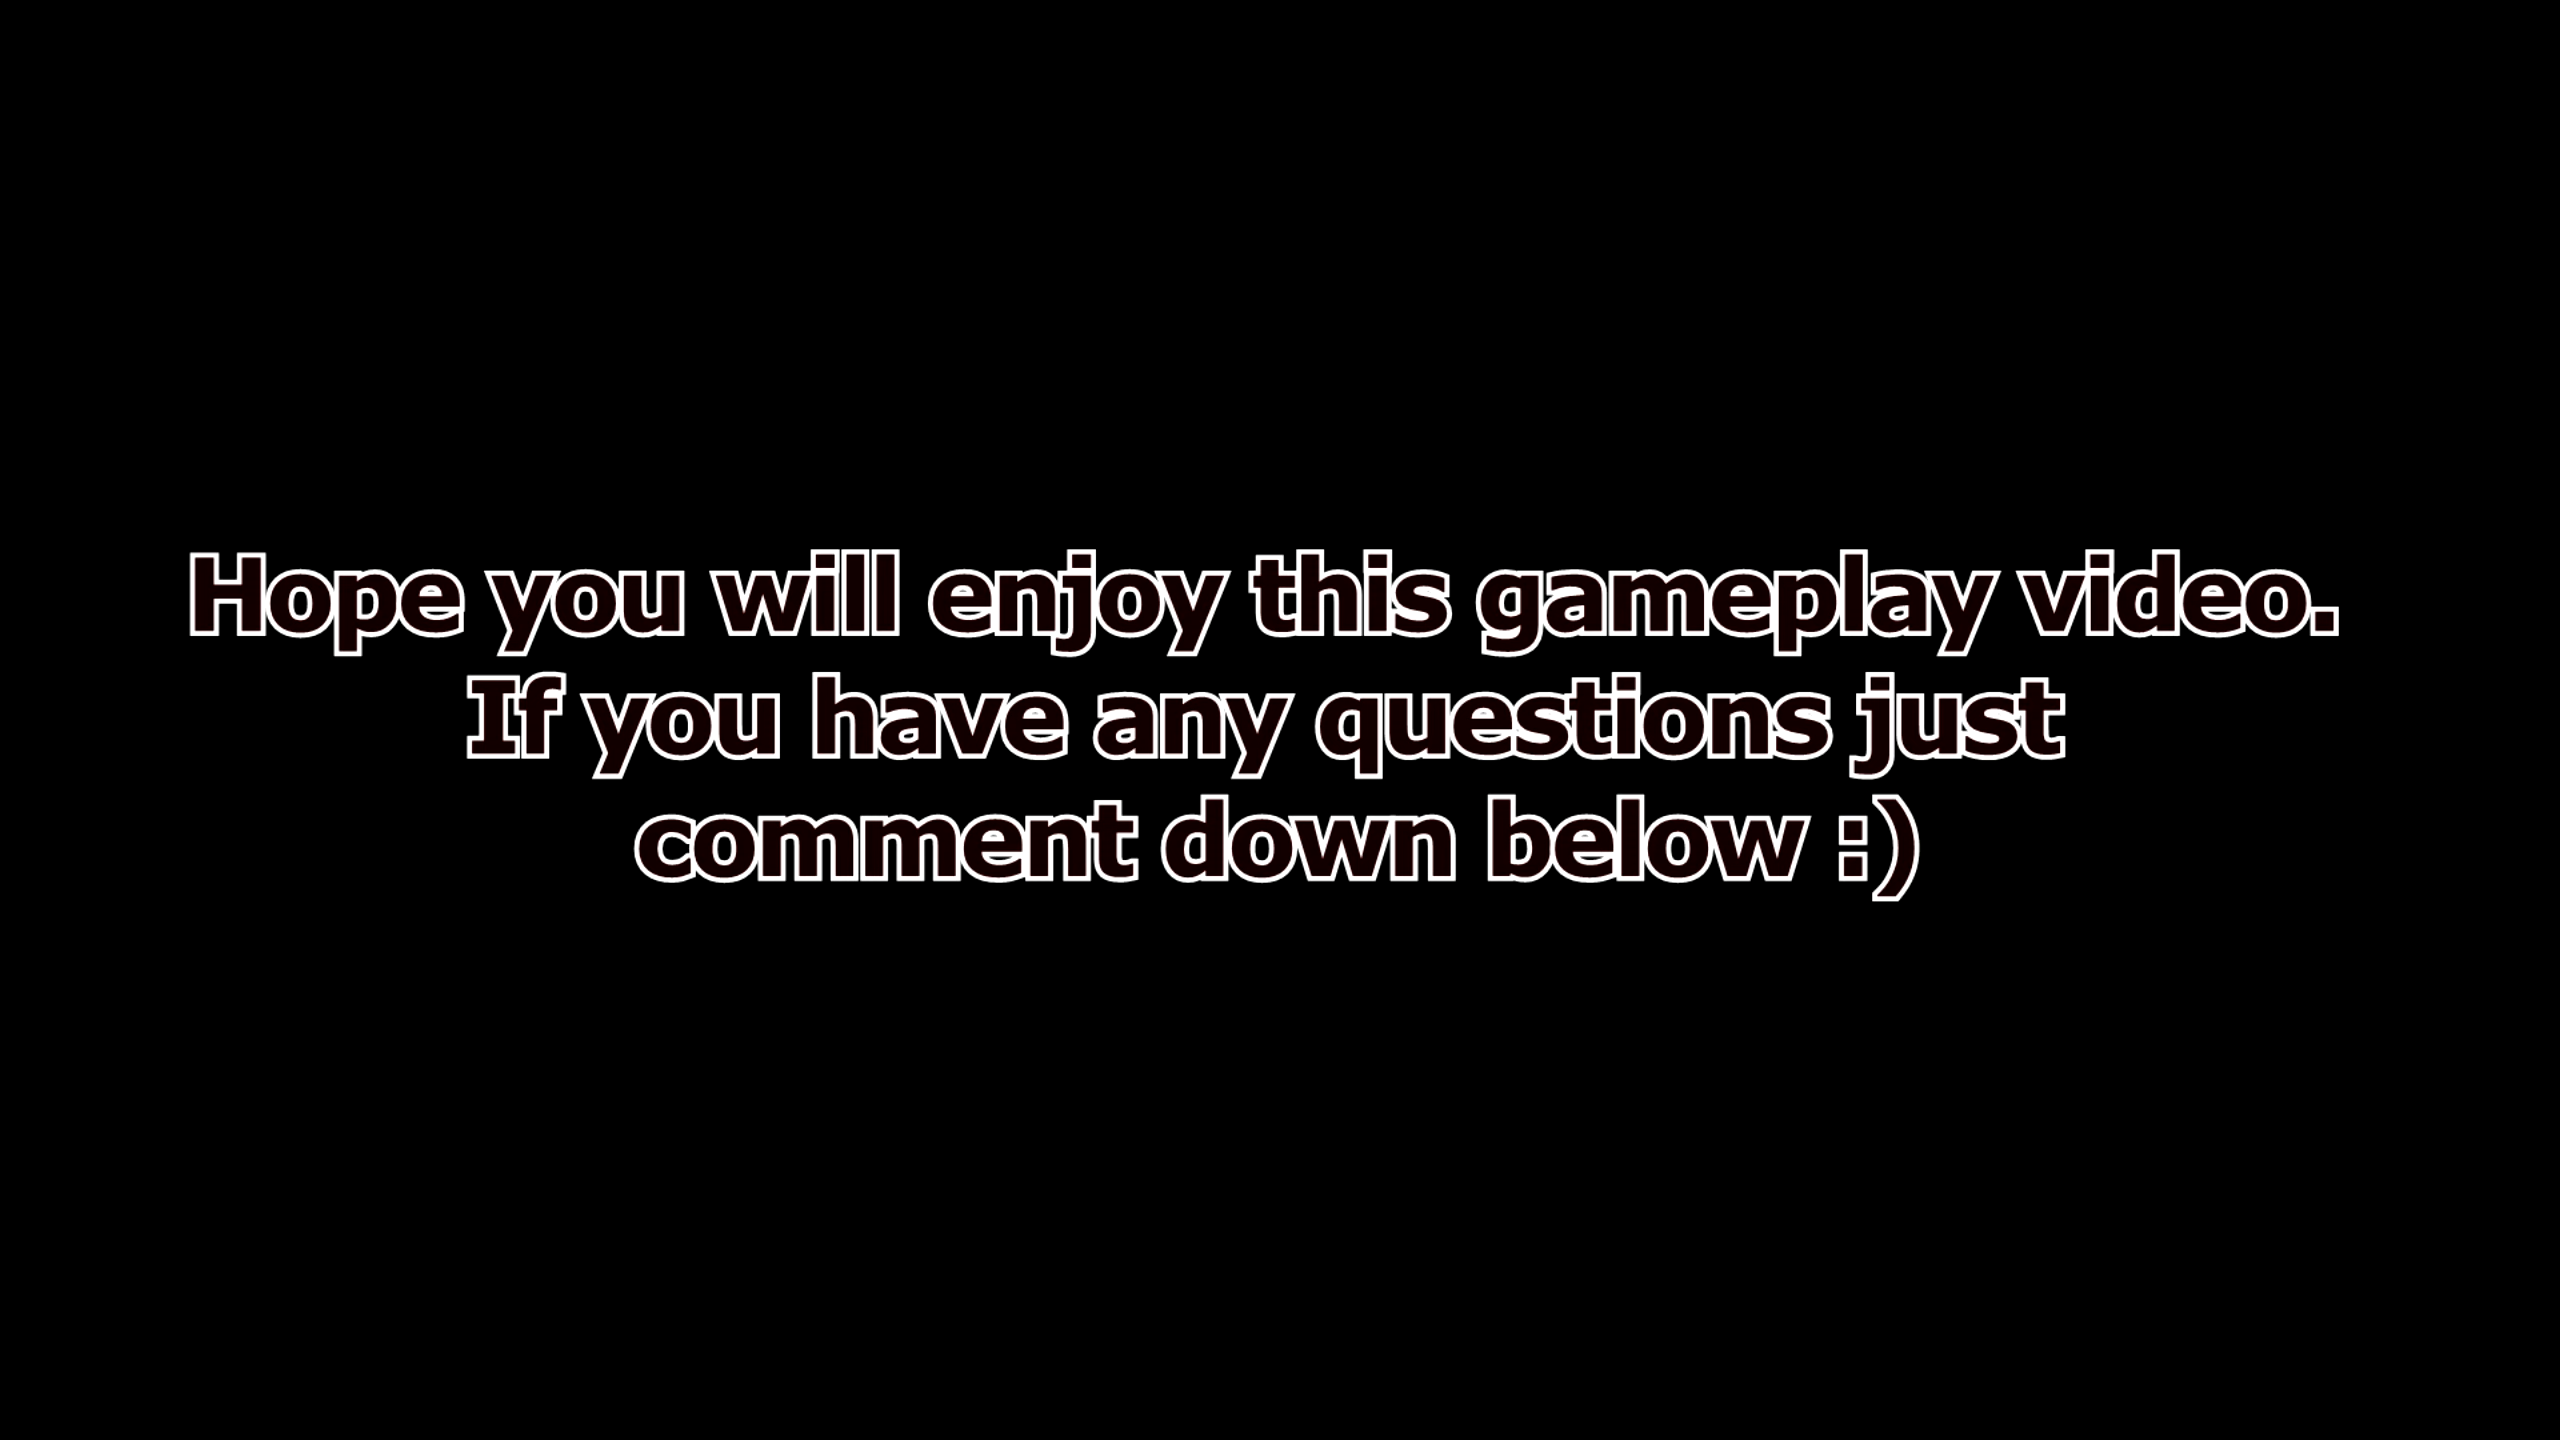 Hope you will enjoy this gameplay video.
If you have any questions just
comment down below :)